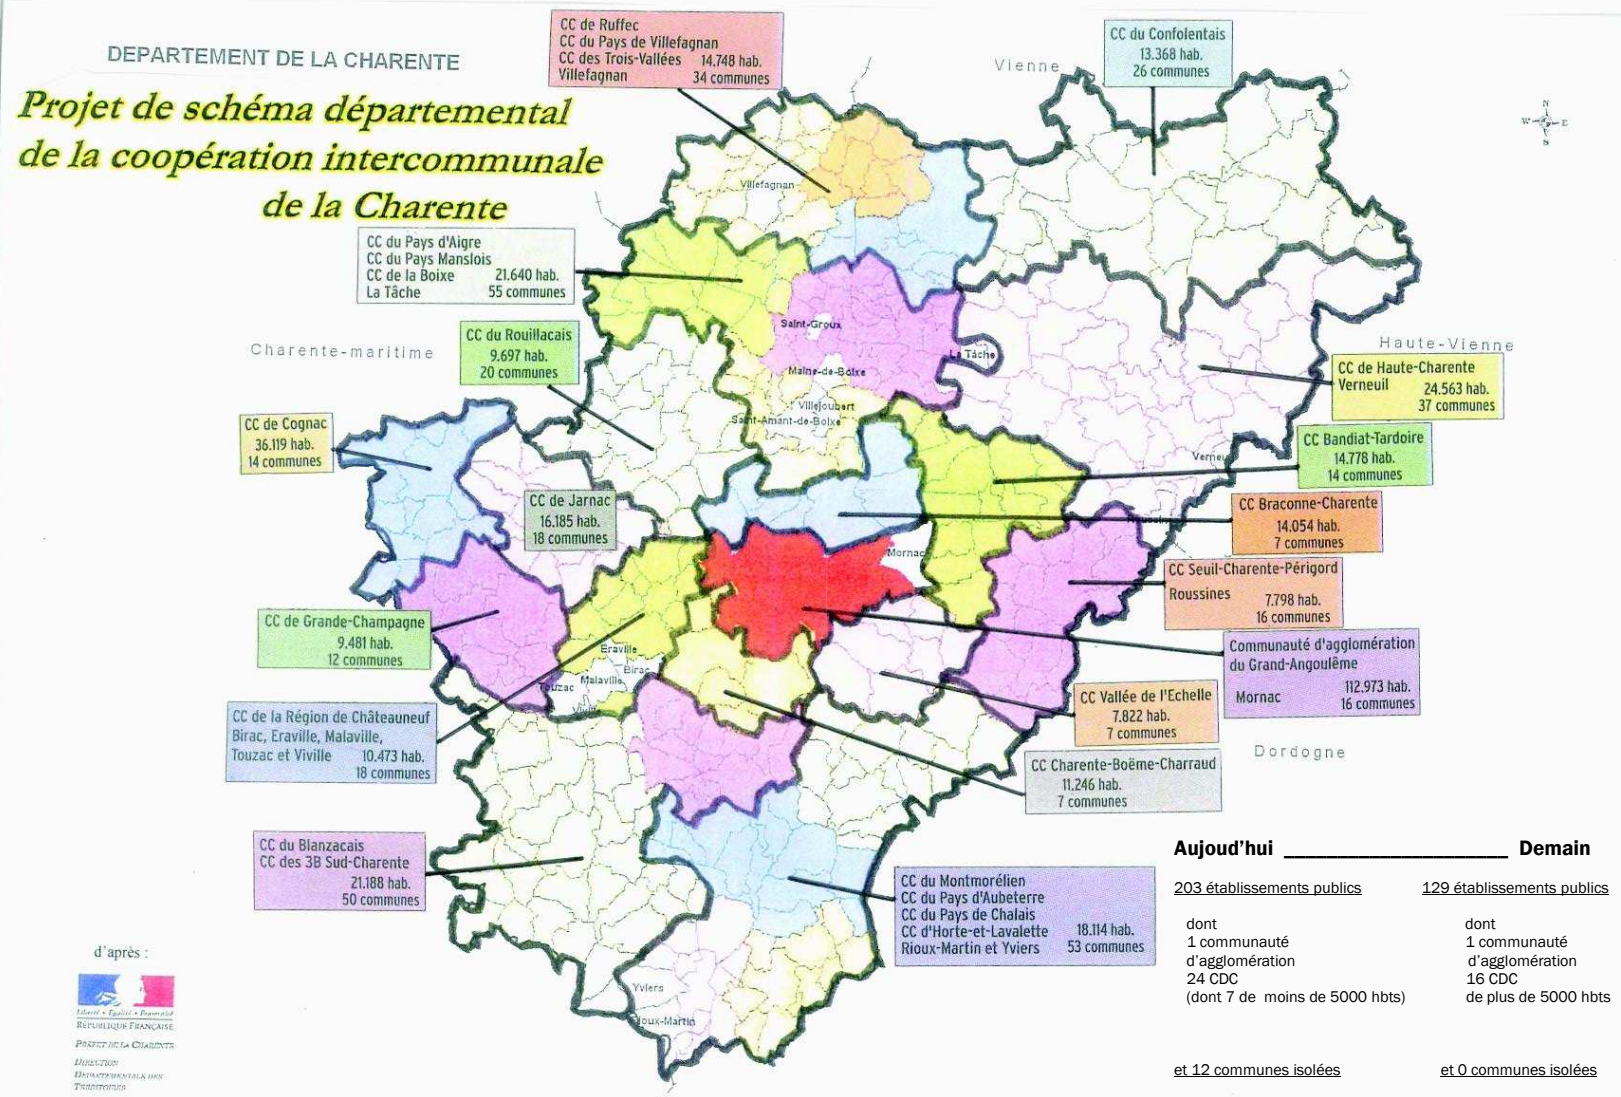 DEPARTEMENT DE LA CHARENTE
Projet de schéma départemental
de la coopération intercommunale
de la Charente
CC de Ruffec
CC du Pays de Villefagnan
CC des Trois-Vallées 14.748 hab.
Villefagnan 34 communes
CC du Confolentais
13.368 hab.
26 communes
Vienne
N
W E
S
Villefagnan
CC du Pays d'Aigre
CC du Pays Manslois
CC de la Boixe 21.640 hab.
La Tâche 55 communes
Saint-Groux
La Tâche
Maine-de-Boixe
Villejoubert
Saint-Amant-de-Boixe
Charente-maritime
CC du Rouillacais
9.697 hab.
20 communes
Haute-Vienne
CC de Haute-Charente
Verneuil 24.563 hab.
37 communes
CC de Cognac
36.119 hab.
14 communes
CC Bandiat-Tardoire
14.778 hab.
14 communes
CC de Jarnac
16.185 hab.
18 communes
CC Braconne-Charente
14.054 hab.
7 communes
Mornac
CC Seuil-Charente-Périgord
Roussines 7.798 hab.
16 communes
CC de Grande-Champagne
9.481 hab.
12 communes
Communauté d'agglomération
du Grand-Angoulême
Mornac 112.973 hab.
16 communes
Eraville
Birac
Malaville
Touzac
CC Vallée de l'Echelle
7.822 hab.
7 communes
CC de la Région de Châteauneuf
Birac, Eraville, Malaville,
Touzac et Viville 10.473 hab.
18 communes
Dordogne
CC Charente-Boëme-Charraud
11.246 hab.
7 communes
CC du Blanzacais
CC des 3B Sud-Charente
21.188 hab.
50 communes
CC du Montmorélien
CC du Pays d'Aubeterre
CC du Pays de Chalais
CC d'Horte-et-Lavalette 18.114 hab.
Rioux-Martin et Yviers 53 communes
Yviers
Aujoud'hui ______________________ Demain
203 établissements publics
dont
1 communauté
d'agglomération
24 CDC
(dont 7 de moins de 5000 hbts)
et 12 communes isolées
129 établissements publics
dont
1 communauté
d'agglomération
16 CDC
de plus de 5000 hbts
et 0 communes isolées
d'après :
Liberté • Égalité • Fraternité
RÉPUBLIQUE FRANÇAISE
PRÉFET DE LA CHARENTE
DIRECTION
DÉPARTEMENTALE DES
TERRITOIRES